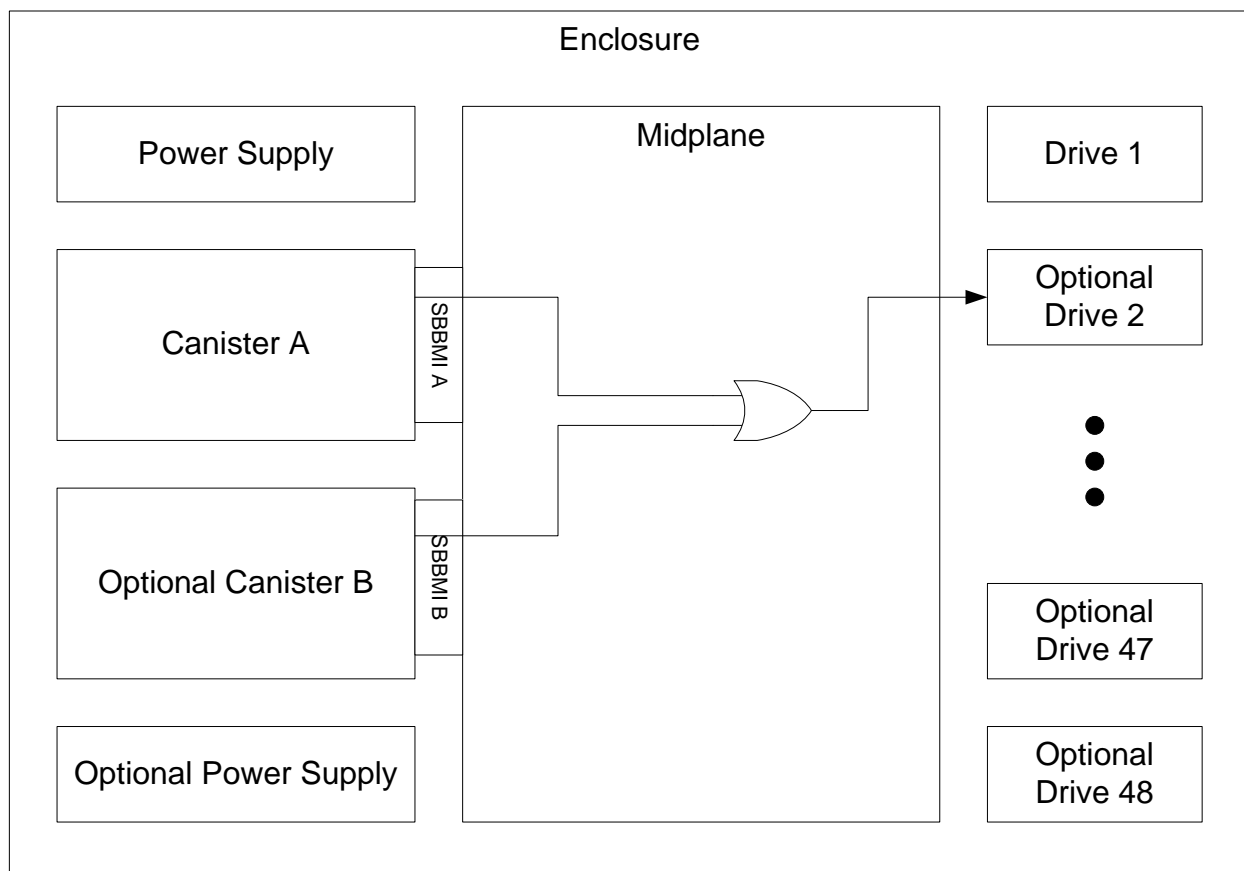 Enclosure
Power Supply
Midplane
Drive 1
Canister A
SBBMI A
Optional
Drive 2
Optional Canister B
SBBMI B
Optional
Drive 47
Optional Power Supply
Optional
Drive 48